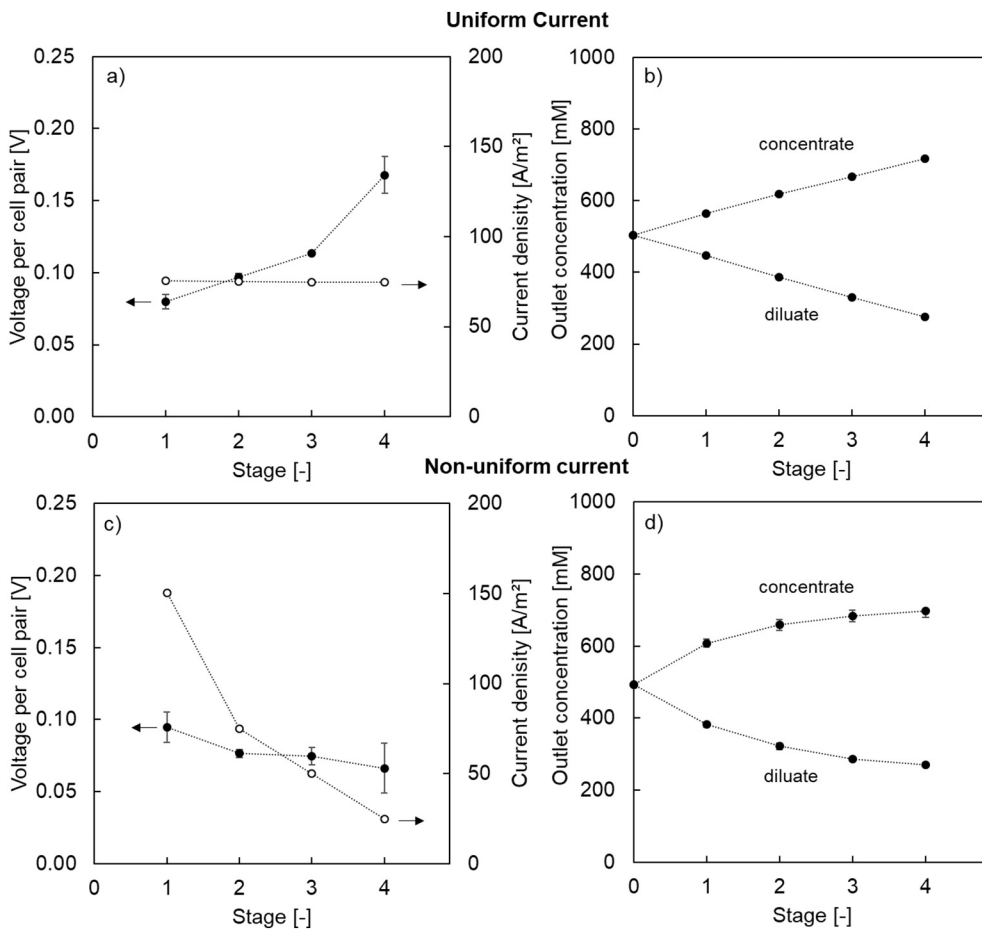 Uniform Current
a)
Voltage per cell pair [V]
0.25
0.20
0.15
0.10
0.05
0.00
0 1 2 3 4
Stage [-]
200
150
100
50
0
Current denisity [A/m²]
b)
Outlet concentration [mM]
1000
800
600
400
200
0
concentrate
diluate
0 1 2 3 4
Stage [-]
Non-uniform current
c)
Voltage per cell pair [V]
0.25
0.20
0.15
0.10
0.05
0.00
0 1 2 3 4
Stage [-]
200
150
100
50
0
Current denisity [A/m²]
d)
Outlet concentration [mM]
1000
800
600
400
200
0
concentrate
diluate
0 1 2 3 4
Stage [-]